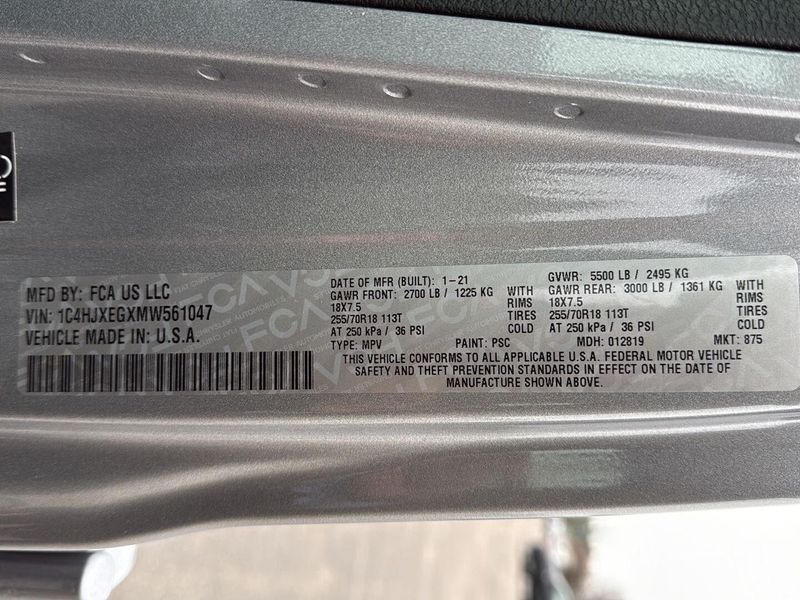 MFD BY: FCA US LLC
VIN: 1C4HJXEGXMW561047
VEHICLE MADE IN: U.S.A.
DATE OF MFR (BUILT): 1-21
GVWR: 5500 LB / 2495 KG
GAWR FRONT: 2700 LB / 1225 KG WITH
18X7.5 RIMS
255/70R18 113T TIRES
AT 250 kPa / 36 PSI
GAWR REAR: 3000 LB / 1361 KG WITH
18X7.5 RIMS
255/70R18 113T TIRES
AT 250 kPa / 36 PSI
TYPE: MPV PAINT: PSC MDH: 012819 MKT: 875
THIS VEHICLE CONFORMS TO ALL APPLICABLE U.S.A. FEDERAL MOTOR VEHICLE
SAFETY AND THEFT PREVENTION STANDARDS IN EFFECT ON THE DATE OF
MANUFACTURE SHOWN ABOVE.